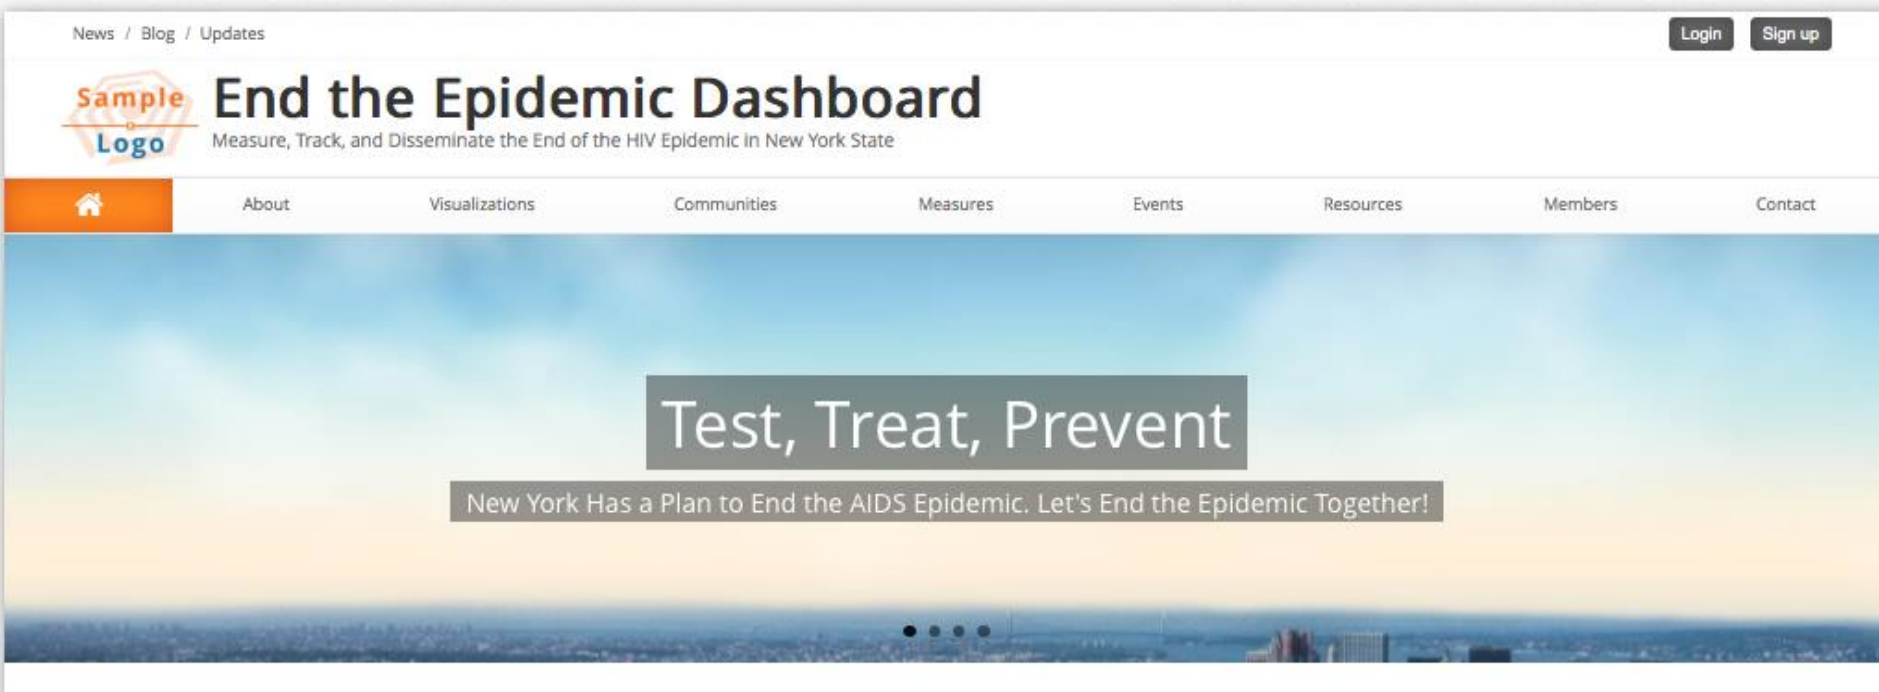 News / Blog / Updates
Login
Sign up
Sample
Logo
End the Epidemic Dashboard
Measure, Track, and Disseminate the End of the HIV Epidemic in New York State
About
Visualizations
Communities
Measures
Events
Resources
Members
Contact
Test, Treat, Prevent
New York Has a Plan to End the AIDS Epidemic. Let's End the Epidemic Together!